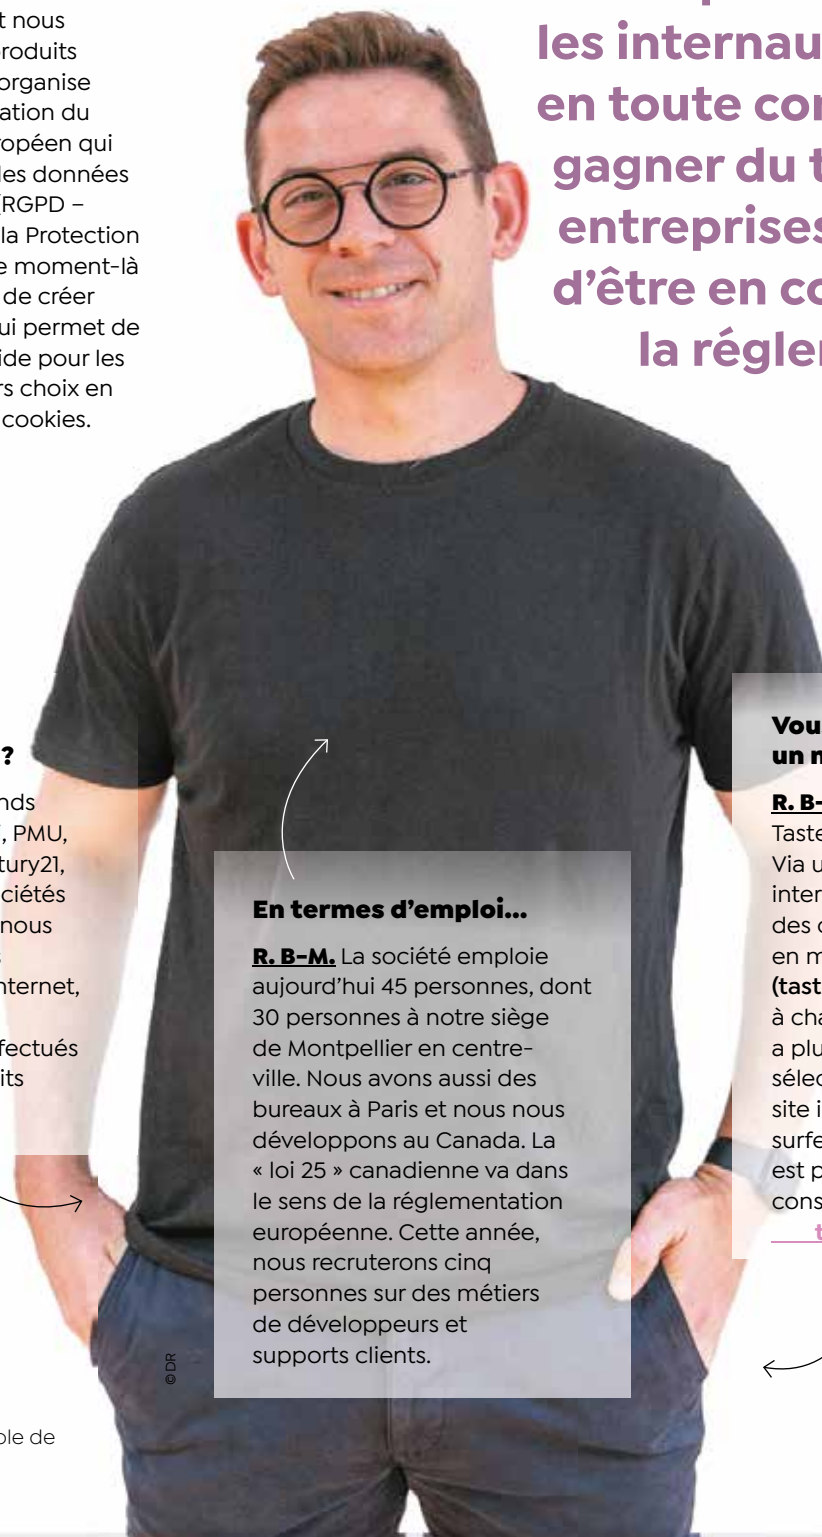 t nous
roduits
organise
ation du
ropéen qui
des données
(RGPD –
la Protection
e moment-là
de créer
ui permet de
ide pour les
rs choix en
cookies.
les internau
en toute co
gagner du t
entreprises
d’être en co
la régle
?
nds
, PMU,
tury21,
ciétés
nous
nternet,
fectués
its
En termes d’emploi...
R. B-M. La société emploie
aujourd’hui 45 personnes, dont
30 personnes à notre siège
de Montpellier en centre-
ville. Nous avons aussi des
bureaux à Paris et nous nous
développons au Canada. La
« loi 25 » canadienne va dans
le sens de la réglementation
européenne. Cette année,
nous recruterons cinq
personnes sur des métiers
de développeurs et
supports clients.
Vou
un
R. B-
Taste
Via u
inter
des
en m
(tast
à cha
a plu
sélec
site i
surfe
est p
cons
t
© DR
ole de